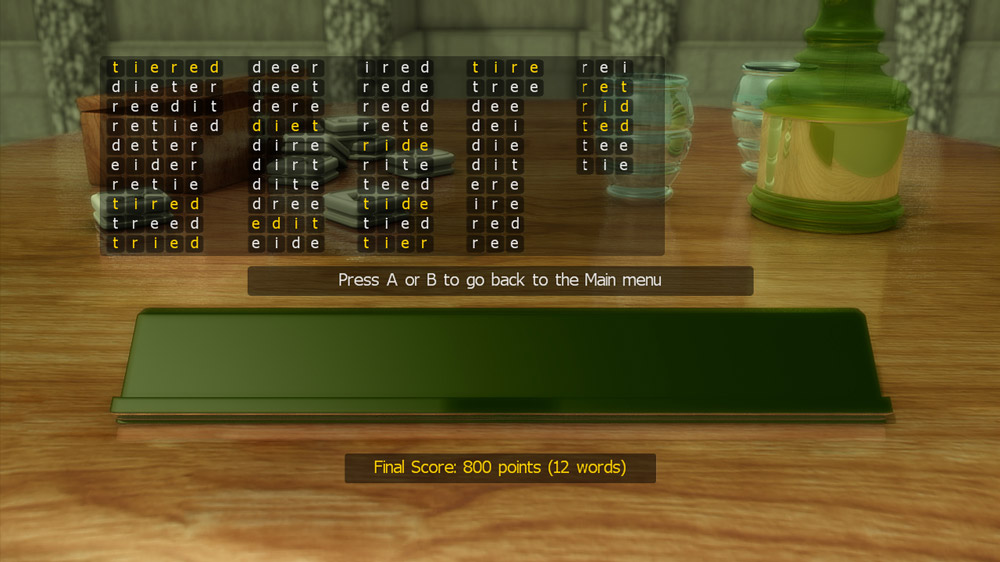 tiered deer ired tire rei
dieter deet rede tree ret
reedit dere reed dee rid
retied diet rete dei ted
deter dire ride die tee
eider dirt rite dit tie
retie dite teed ere
tired dree tide ire
treed edit tied red
tried eide tier ree
Press A or B to go back to the Main menu
Final Score: 800 points (12 words)